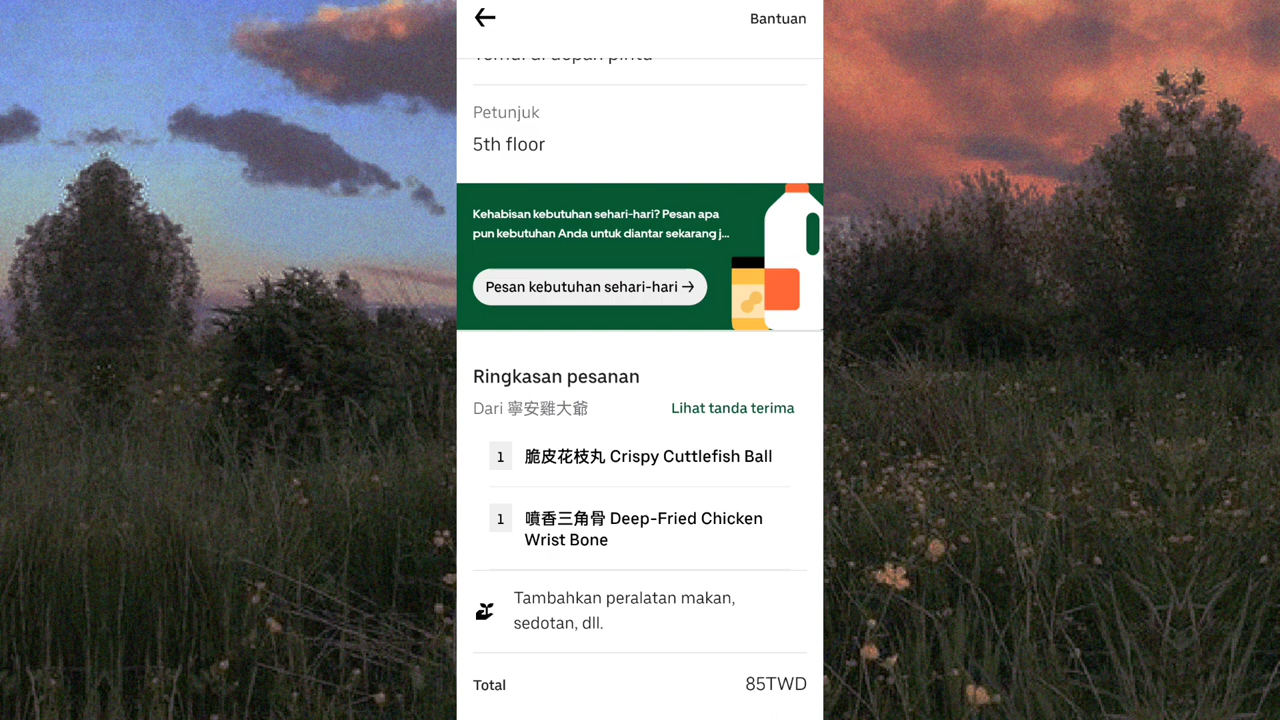 Bantuan
Petunjuk
5th floor
Kehabisan kebutuhan sehari-hari? Pesan apa
pun kebutuhan Anda untuk diantar sekarang j...
Pesan kebutuhan sehari-hari →
Ringkasan pesanan
Dari 寧安雞大爺
Lihat tanda terima
1 脆皮花枝丸 Crispy Cuttlefish Ball
1 噴香三角骨 Deep-Fried Chicken
Wrist Bone
Tambahkan peralatan makan,
sedotan, dll.
Total 85TWD